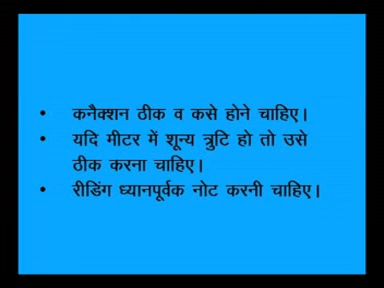 • कनैक्शन ठीक व कसे होने चाहिए।
• यदि मीटर में शून्य त्रुटि हो तो उसे
ठीक करना चाहिए।
• रीडिंग ध्यानपूर्वक नोट करनी चाहिए।